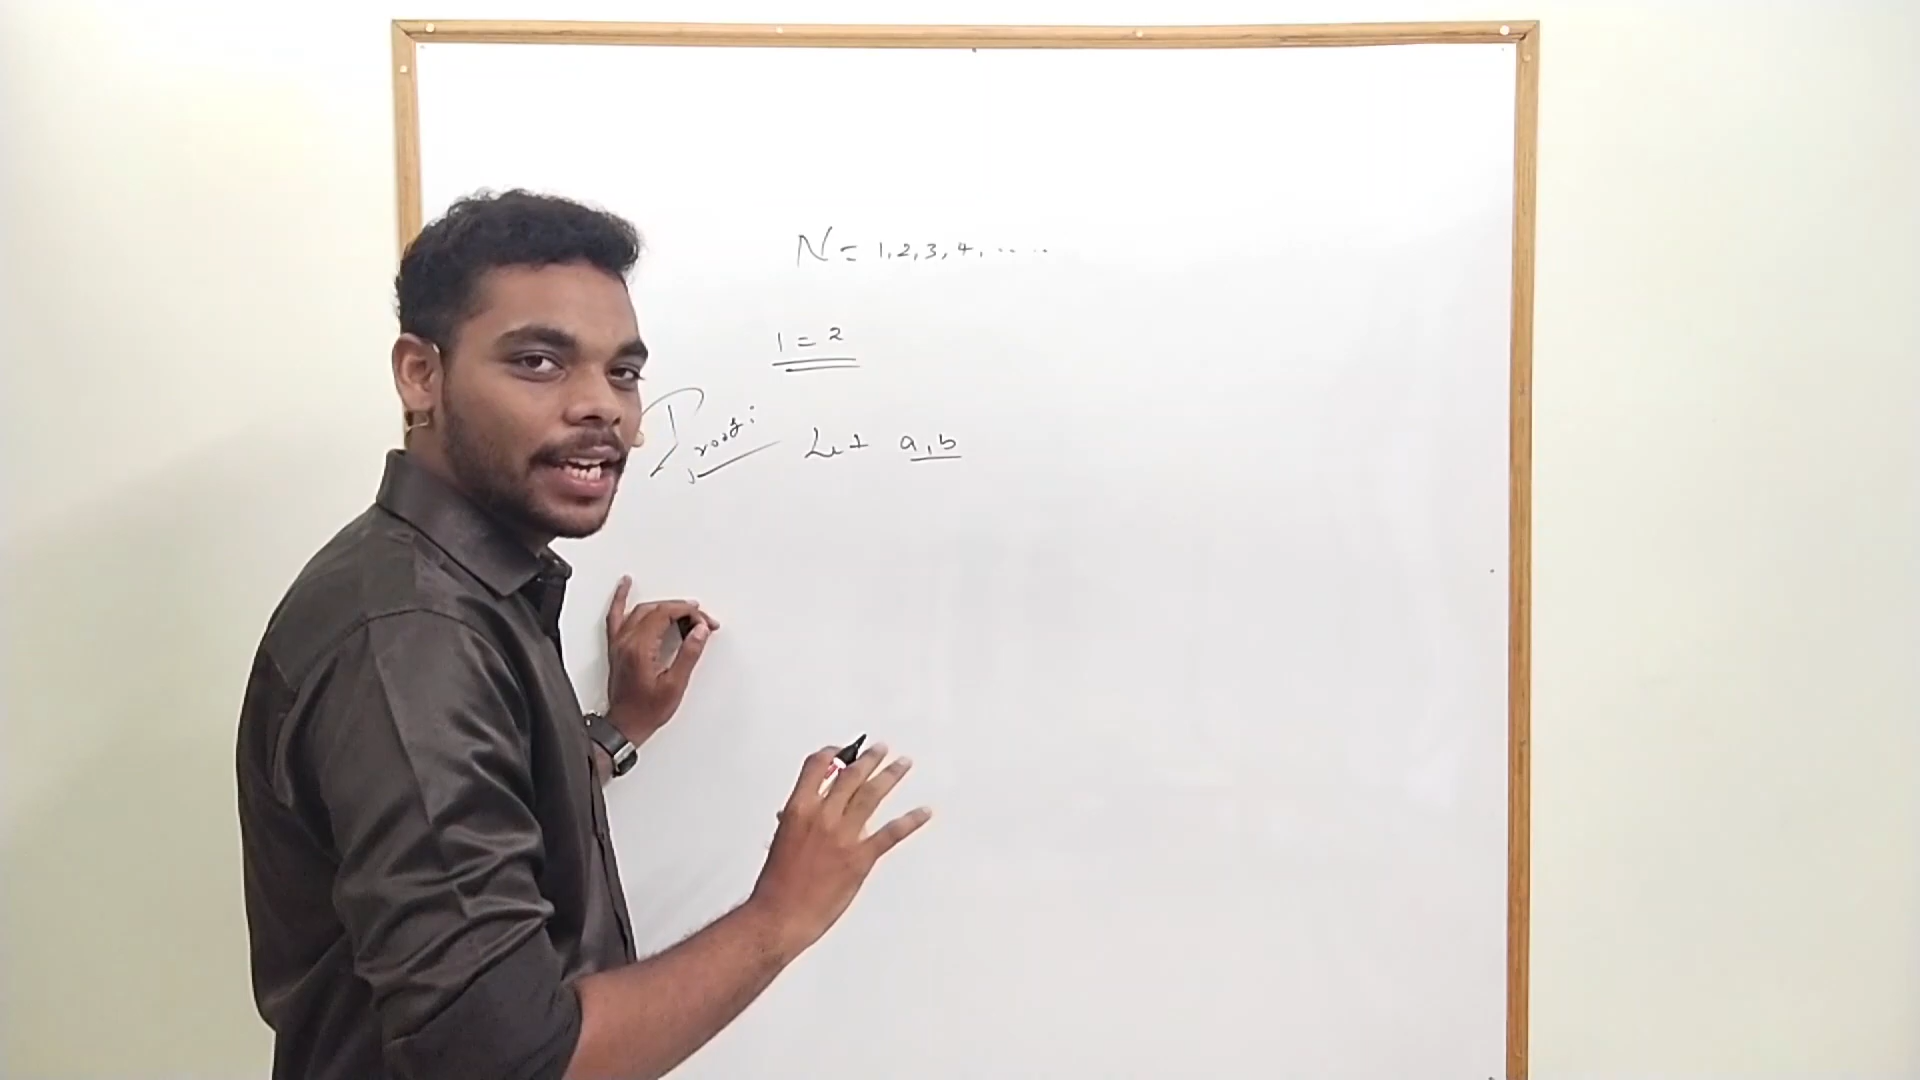 N = 1, 2, 3, 4, .....
1 = 2
Proof: Let a, b